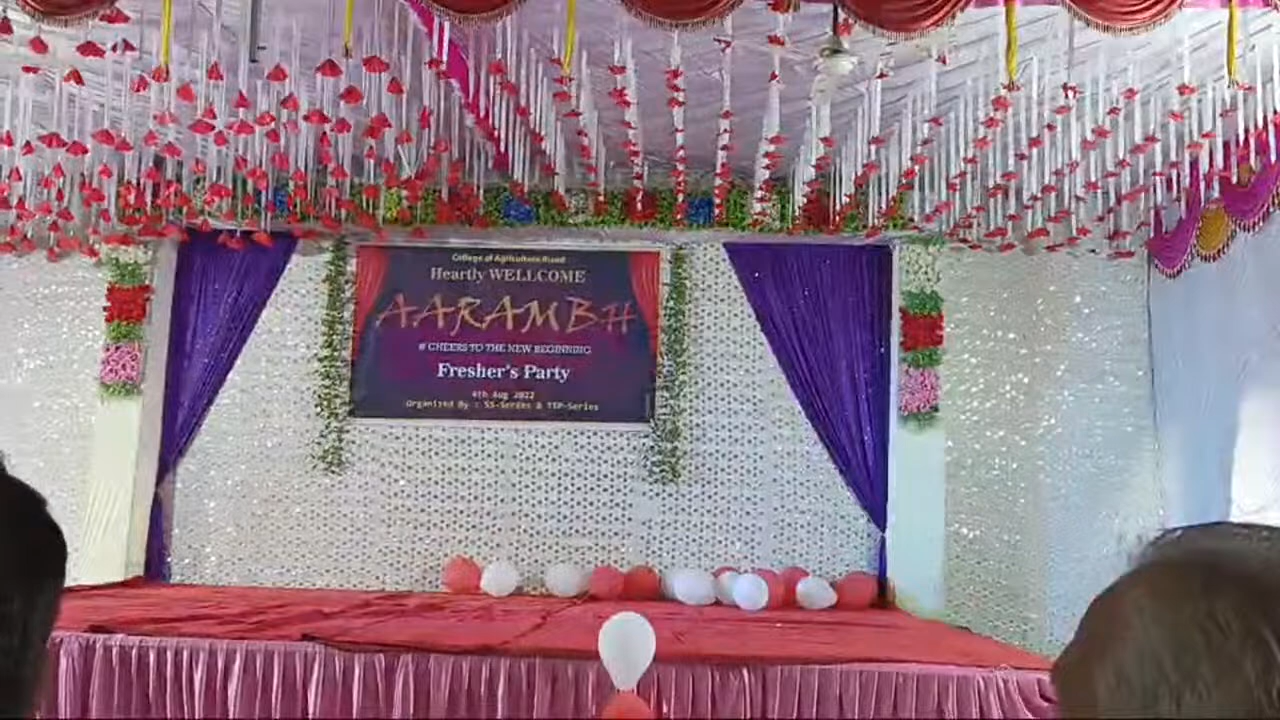 College of Agriculture
Heartly WELLCOME
AARAMBH
# CHEERS TO THE NEW BEGINNING
Fresher's Party
4th Aug 2022
Organized By : SS-Series & TTP-Series